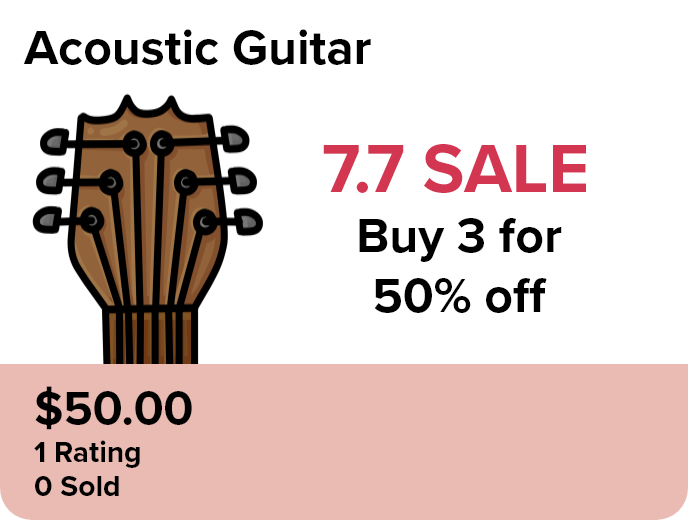 Acoustic Guitar
7.7 SALE
Buy 3 for
50% off
$50.00
1 Rating
0 Sold